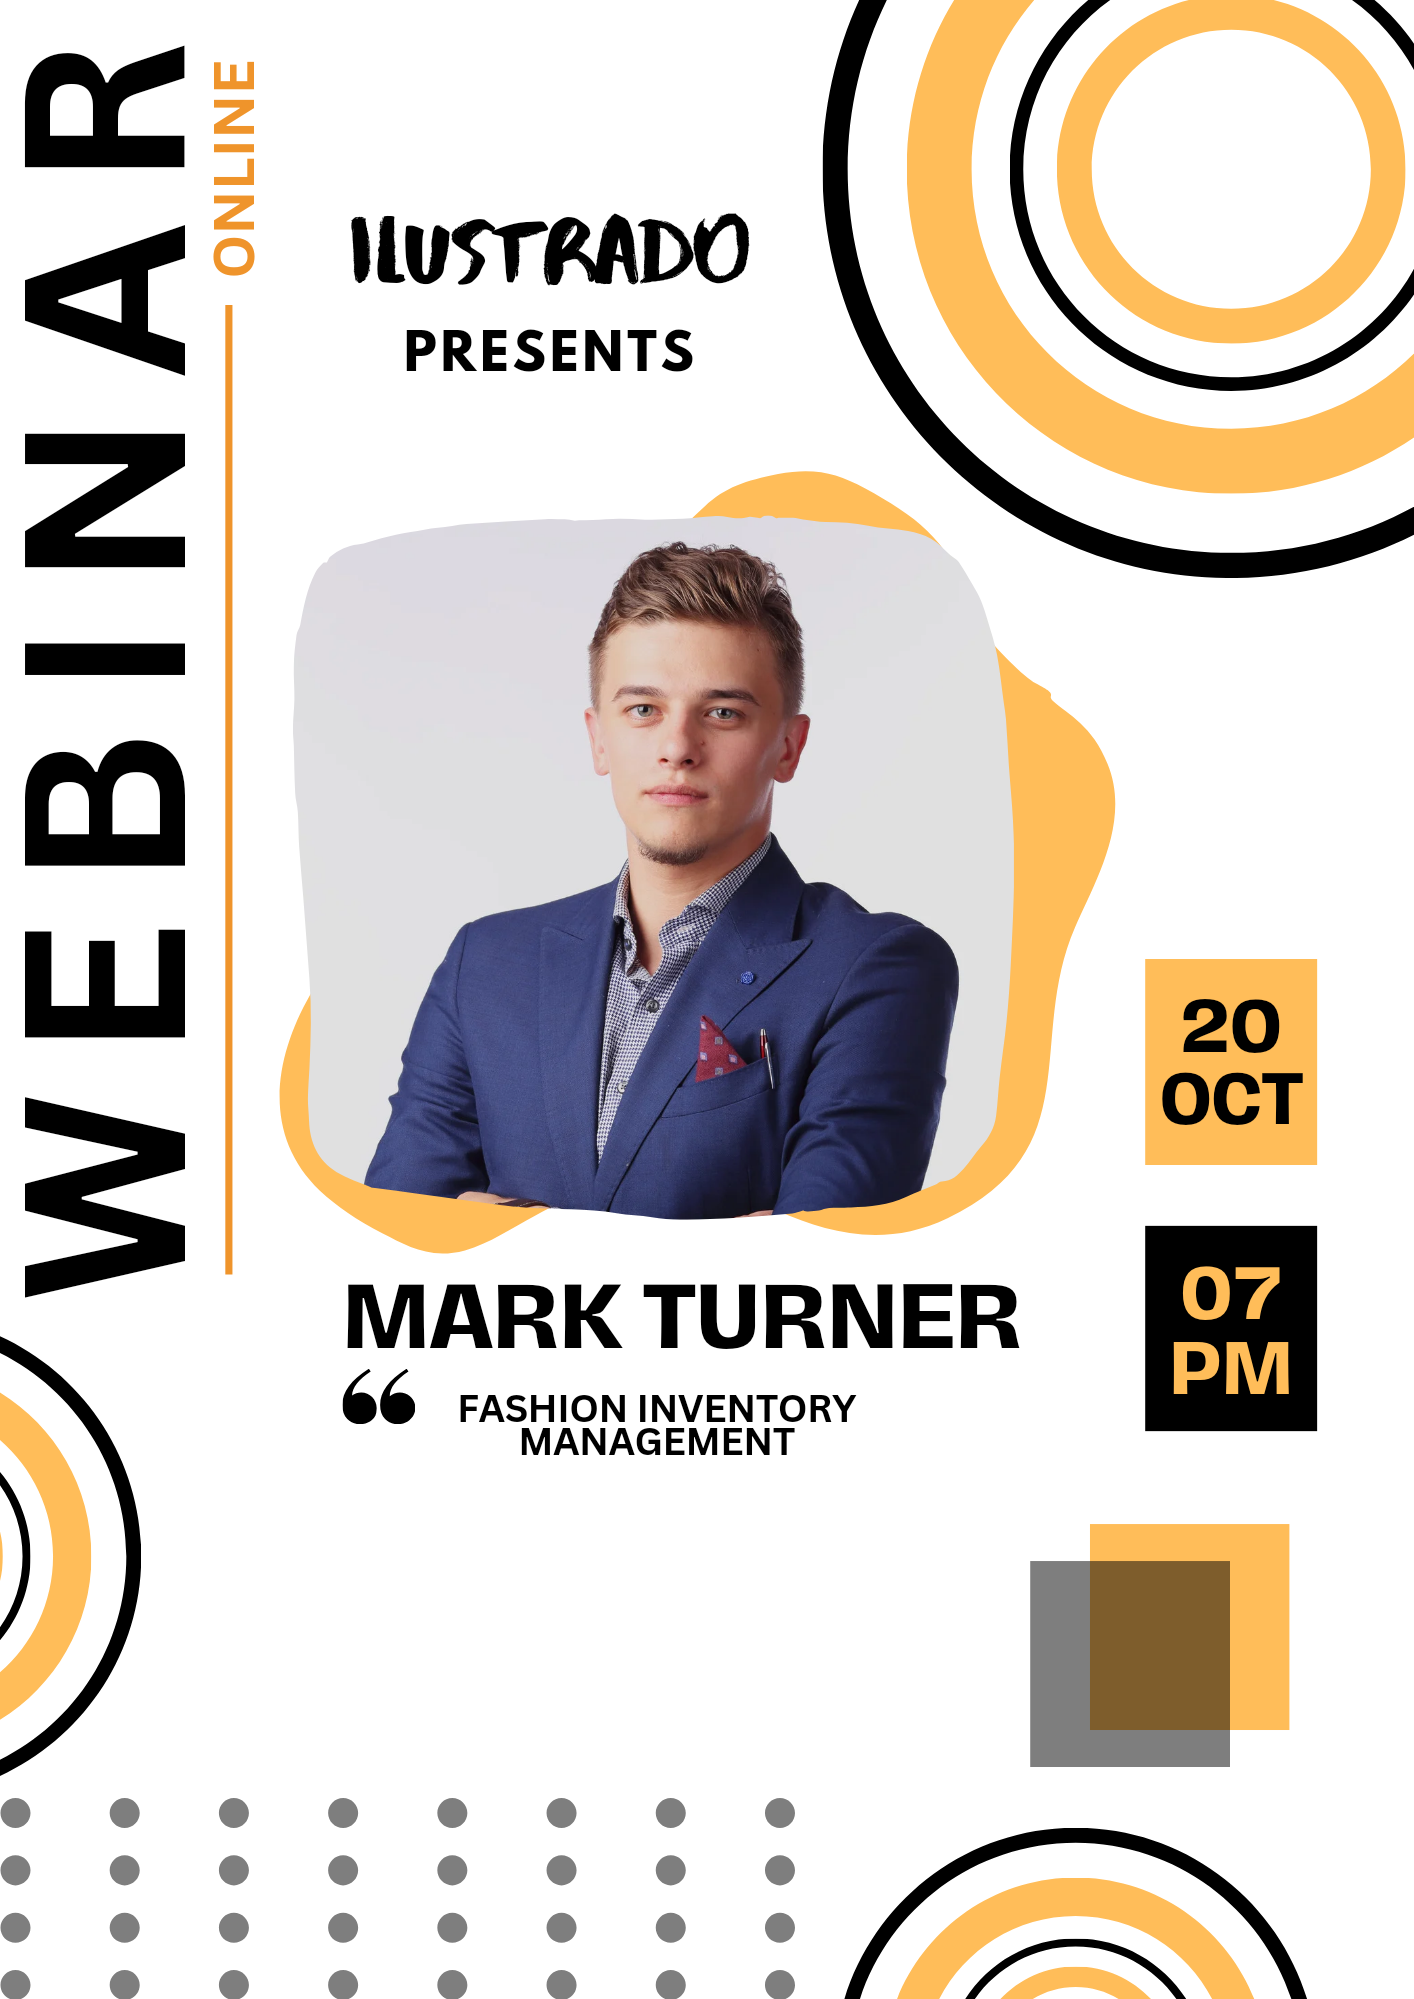 WEBINAR
ONLINE
ILUSTRADO
PRESENTS
20
OCT
07
PM
MARK TURNER
“ FASHION INVENTORY
MANAGEMENT